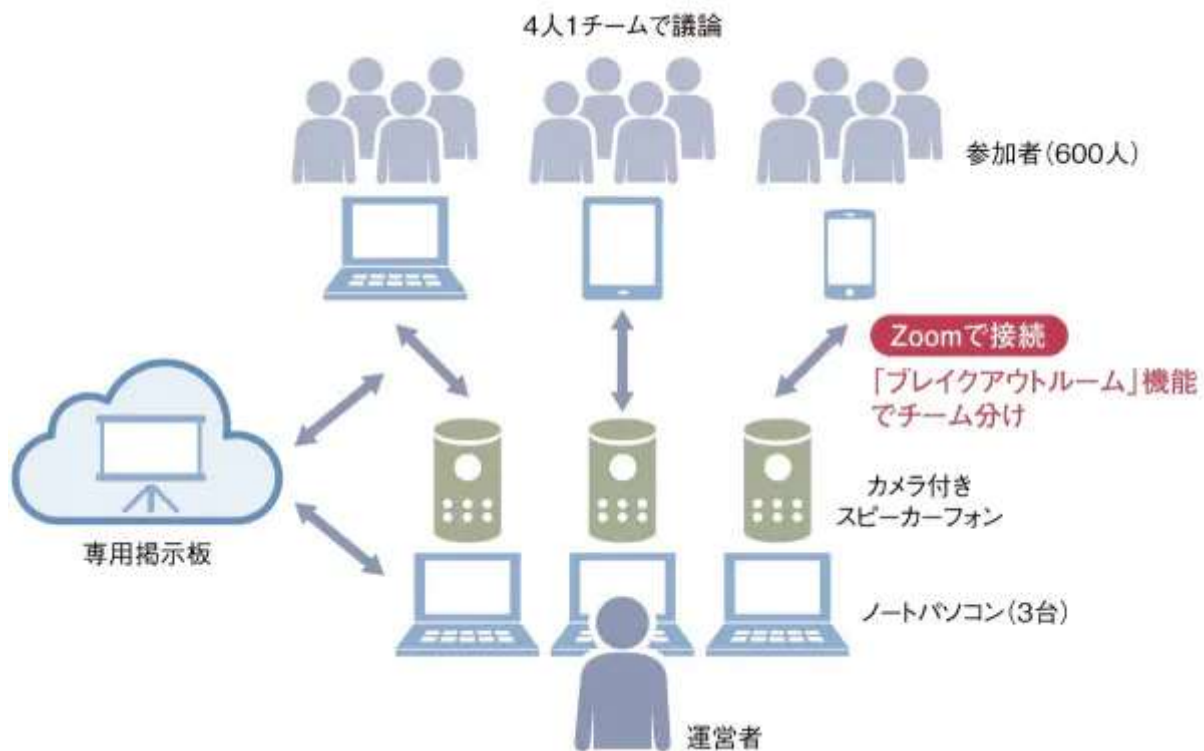 4人1チームで議論
参加者(600人)
Zoomで接続
「ブレイクアウトルーム」機能
でチーム分け
カメラ付き
スピーカーフォン
専用掲示板
ノートパソコン(3台)
運営者